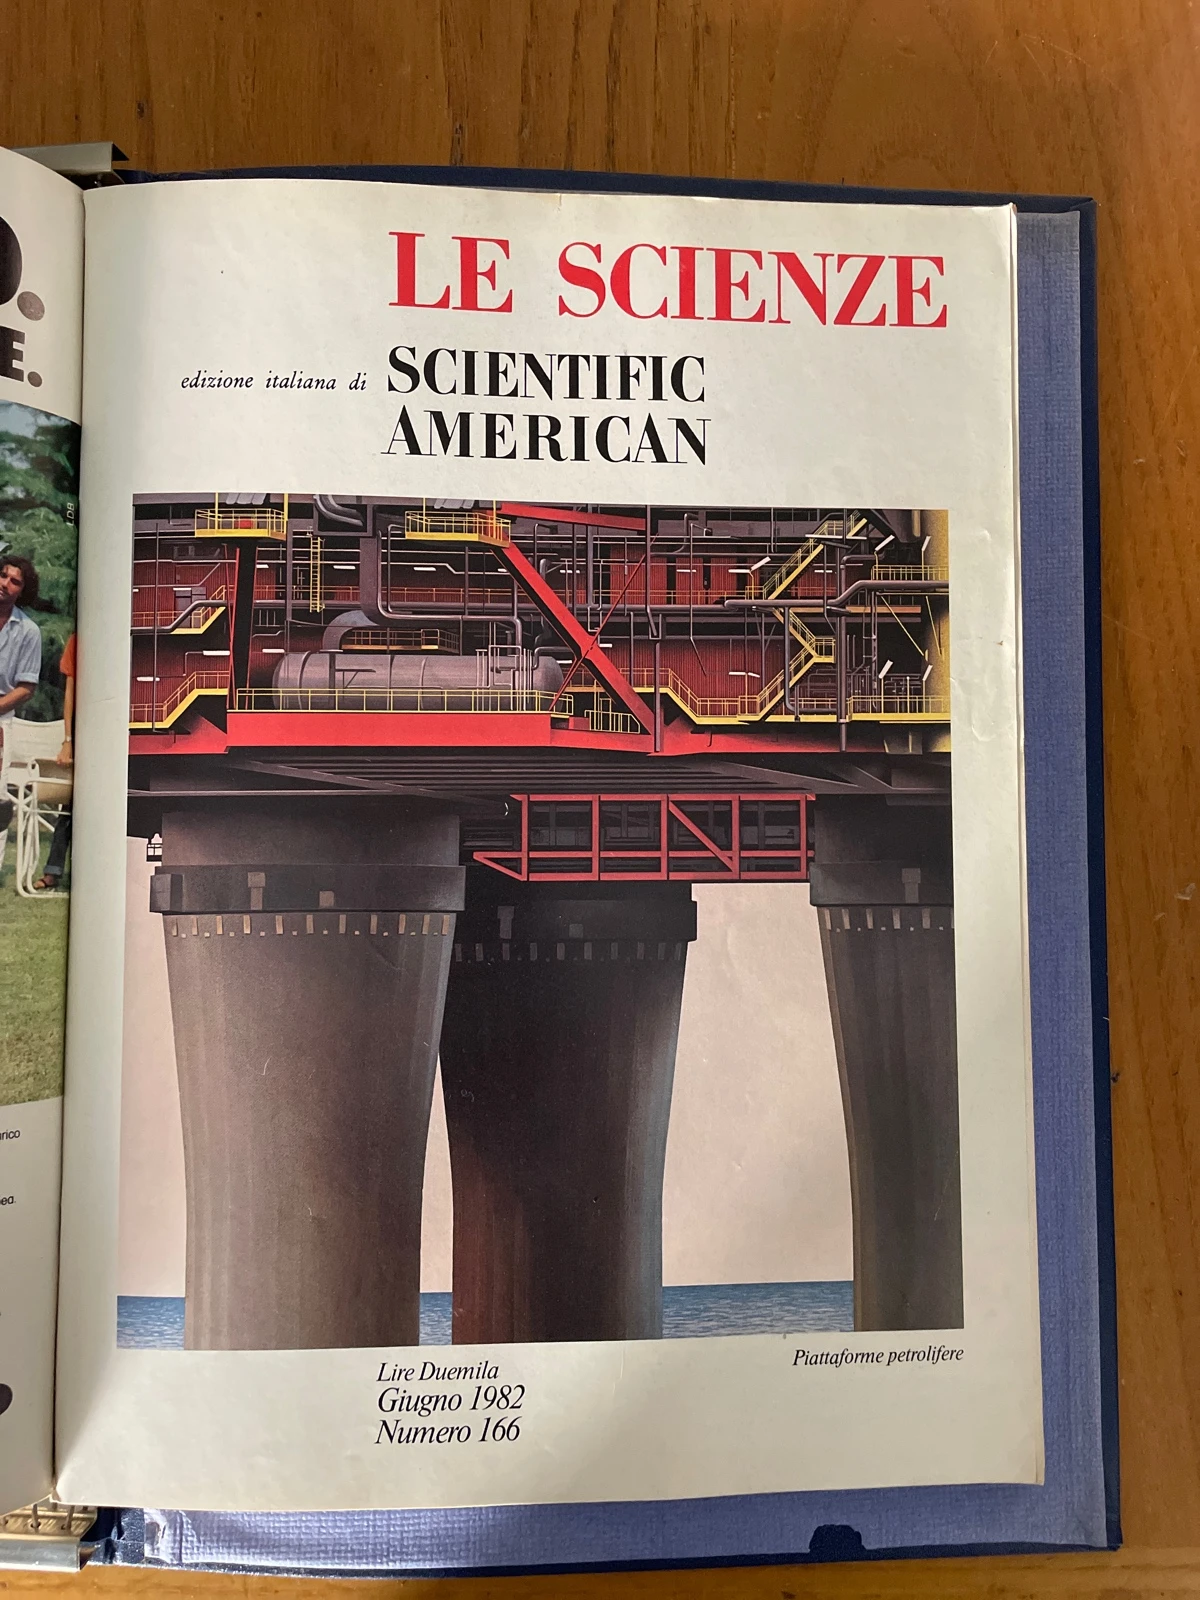 E.
LE SCIENZE
edizione italiana di SCIENTIFIC
AMERICAN
Piattaforme petrolifere
Lire Duemila
Giugno 1982
Numero 166